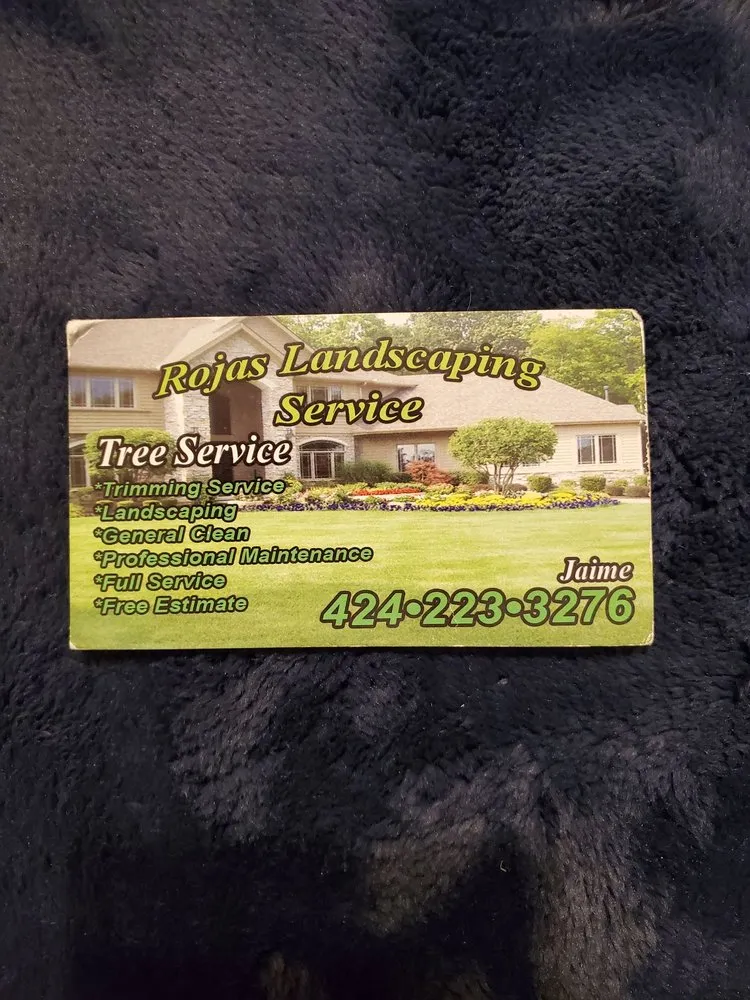 Rojas Landscaping
Service
Tree Service
*Trimming Service
*Landscaping
*General Clean
*Professional Maintenance
*Full Service
*Free Estimate
Jaime
424•223•3276